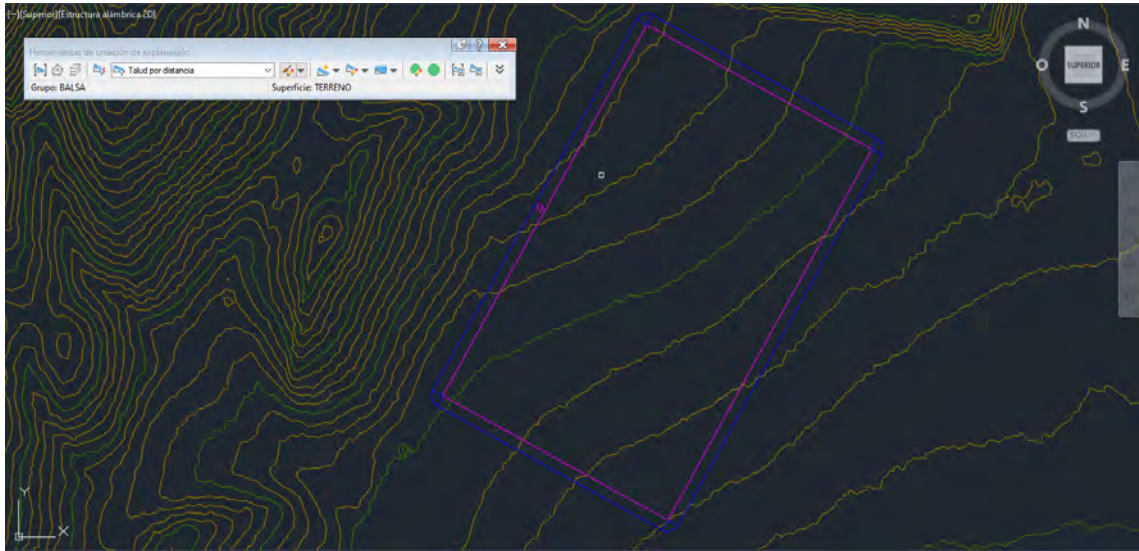 [−][Superior][Estructura alámbrica 2D]
Herramientas de creación de explanación
Talud por distancia
Grupo: BALSA
Superficie: TERRENO
N
O
SUPERIOR
E
S
Y
X